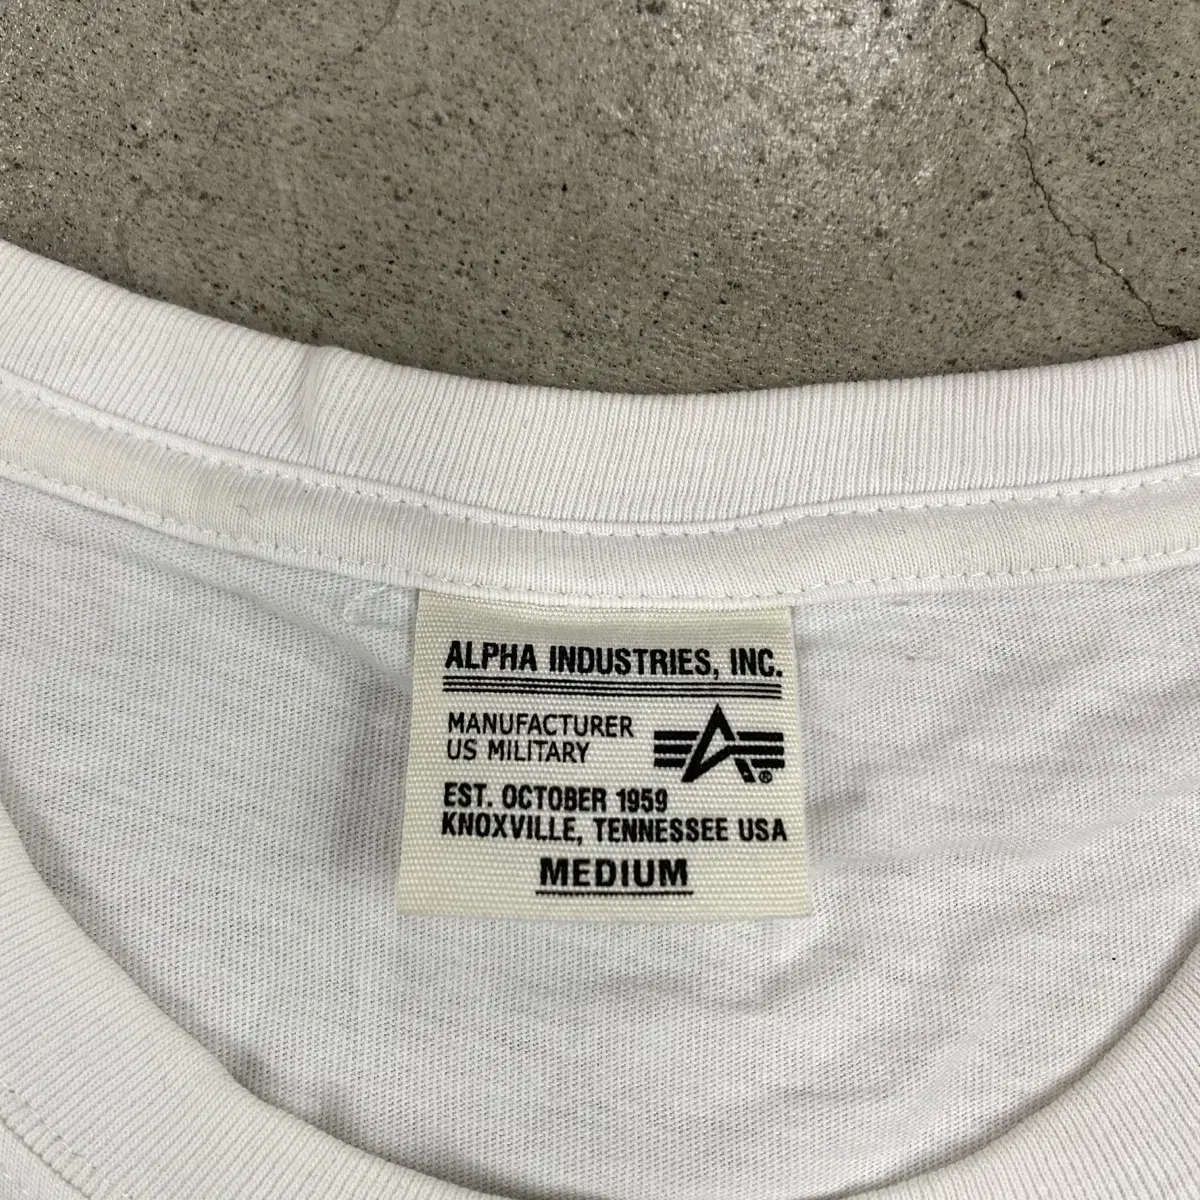 ALPHA INDUSTRIES, INC.
MANUFACTURER
US MILITARY
®
EST. OCTOBER 1959
KNOXVILLE, TENNESSEE USA
MEDIUM